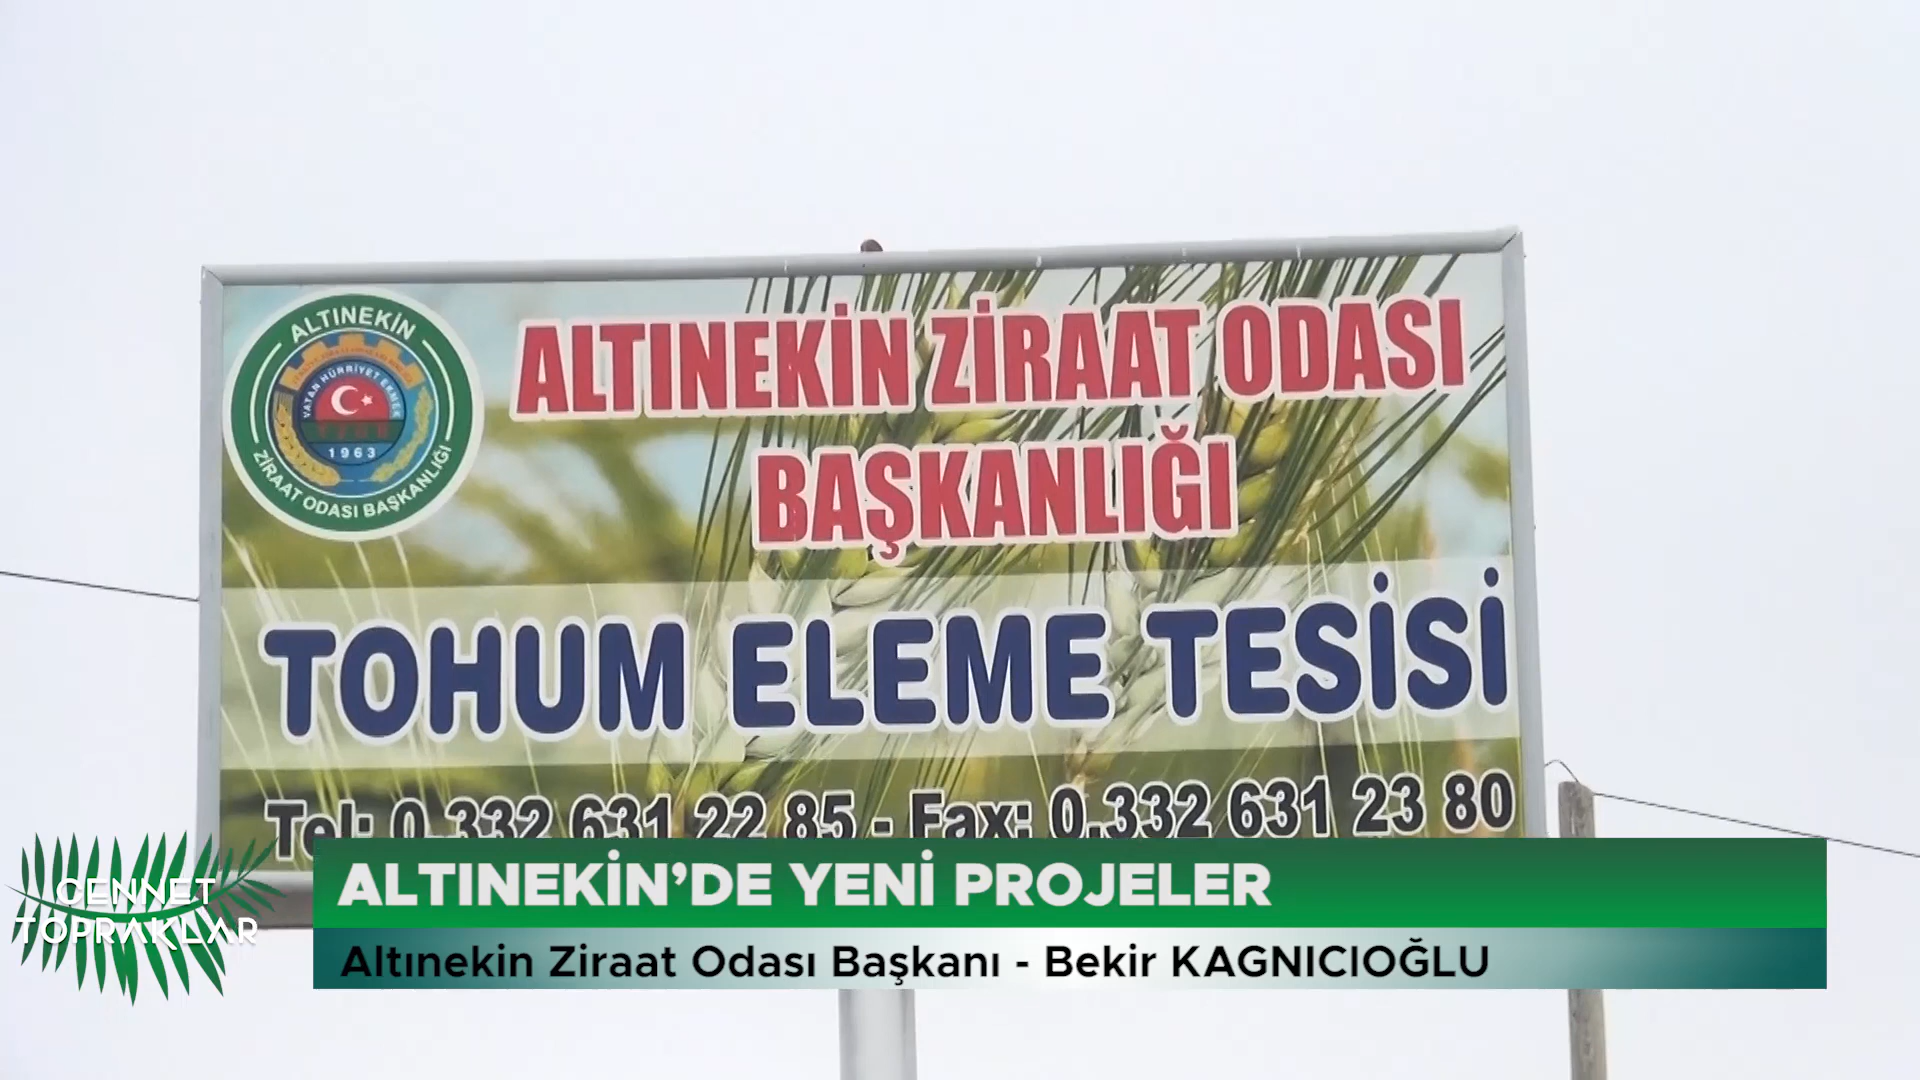 ALTINEKİN
VATAN HÜRRİYET EKMEK
1963
ZİRAAT ODASI BAŞKANLIĞI
ALTINEKİN ZİRAAT ODASI
BAŞKANLIĞI
TOHUM ELEME TESİSİ
Tel: 0.332 631 22 85 - Fax: 0.332 631 23 80
CENNET
TOPRAKLAR
ALTINEKİN’DE YENİ PROJELER
Altınekin Ziraat Odası Başkanı - Bekir KAGNICIOĞLU